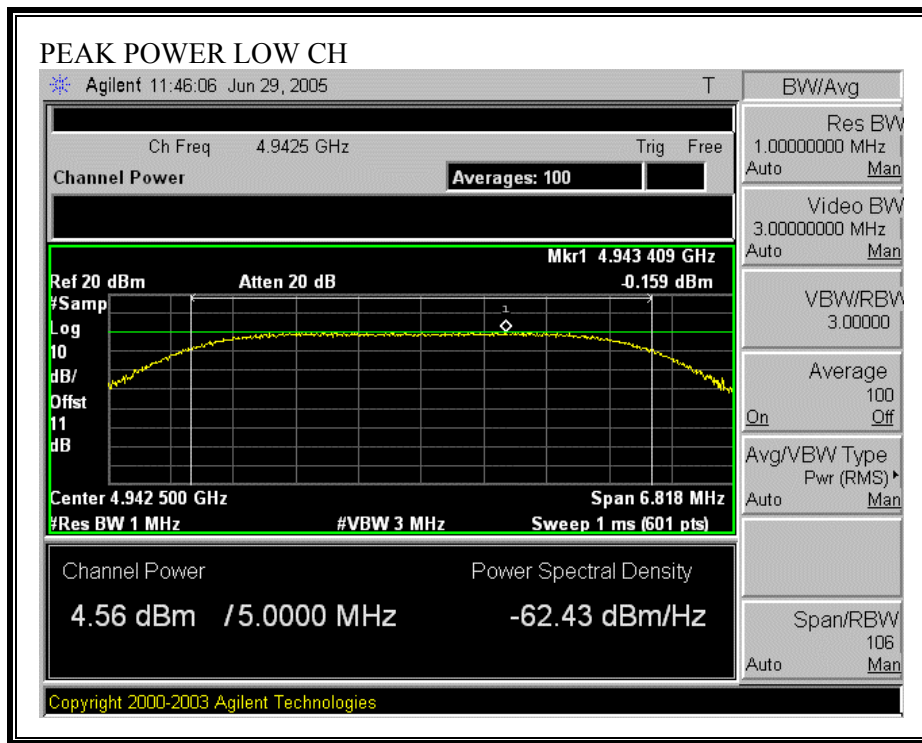 PEAK POWER LOW CH
Agilent 11:46:06 Jun 29, 2005 T
Ch Freq 4.9425 GHz Trig Free
Channel Power Averages: 100
Mkr1 4.943 409 GHz
Ref 20 dBm Atten 20 dB -0.159 dBm
#Samp
Log
10
dB/
Offst
11
dB
1
Center 4.942 500 GHz Span 6.818 MHz
#Res BW 1 MHz #VBW 3 MHz Sweep 1 ms (601 pts)
Channel Power Power Spectral Density
4.56 dBm /5.0000 MHz -62.43 dBm/Hz
Copyright 2000-2003 Agilent Technologies
BW/Avg
Res BW
1.00000000 MHz
Auto Man
Video BW
3.00000000 MHz
Auto Man
VBW/RBW
3.00000
Average
100
On Off
Avg/VBW Type
Pwr (RMS)
Auto Man
Span/RBW
106
Auto Man